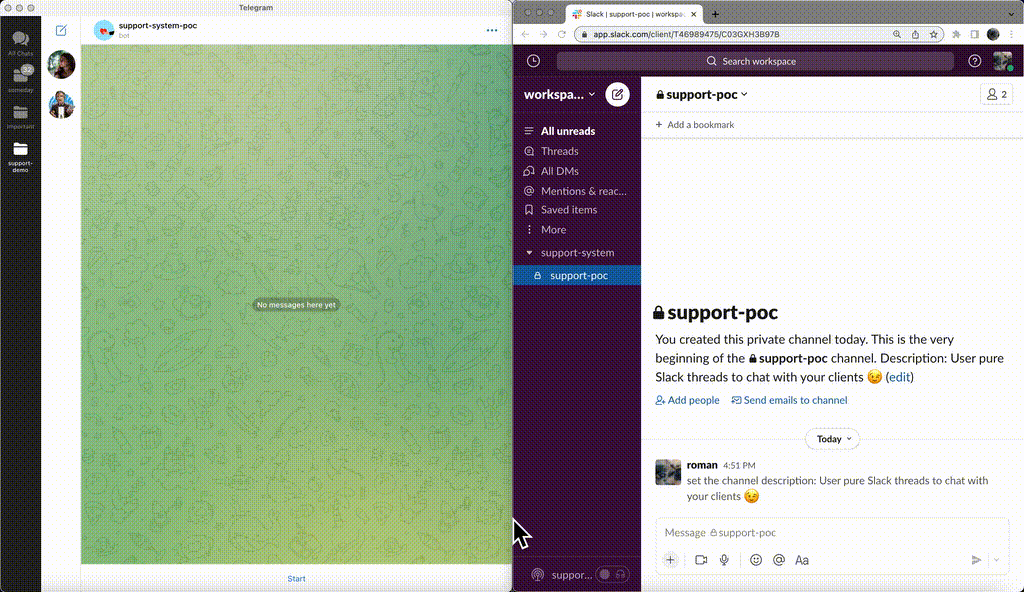 Telegram
All Chats
32
someday
important
support-
demo
support-system-poc
bot
No messages here yet
Start
Slack | support-poc | workspac
app.slack.com/client/T46989475/C03GXH3B97B
Search workspace
workspa...
All unreads
Threads
All DMs
Mentions & reac...
Saved items
More
support-system
support-poc
suppor...
support-poc
2
Add a bookmark
support-poc
You created this private channel today. This is the very
beginning of the support-poc channel. Description: User pure
Slack threads to chat with your clients 😉 (edit)
Add people Send emails to channel
Today
roman 4:51 PM
set the channel description: User pure Slack threads to chat with
your clients 😉
Message support-poc
Aa